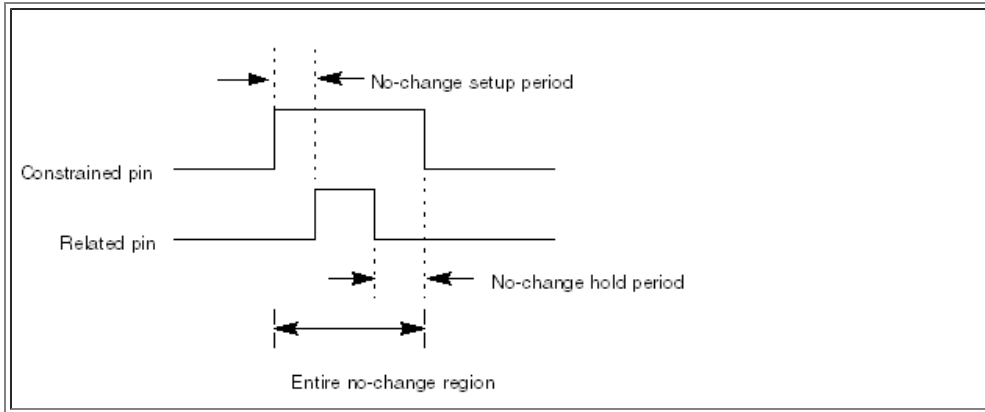 No-change setup period
Constrained pin
Related pin
No-change hold period
Entire no-change region